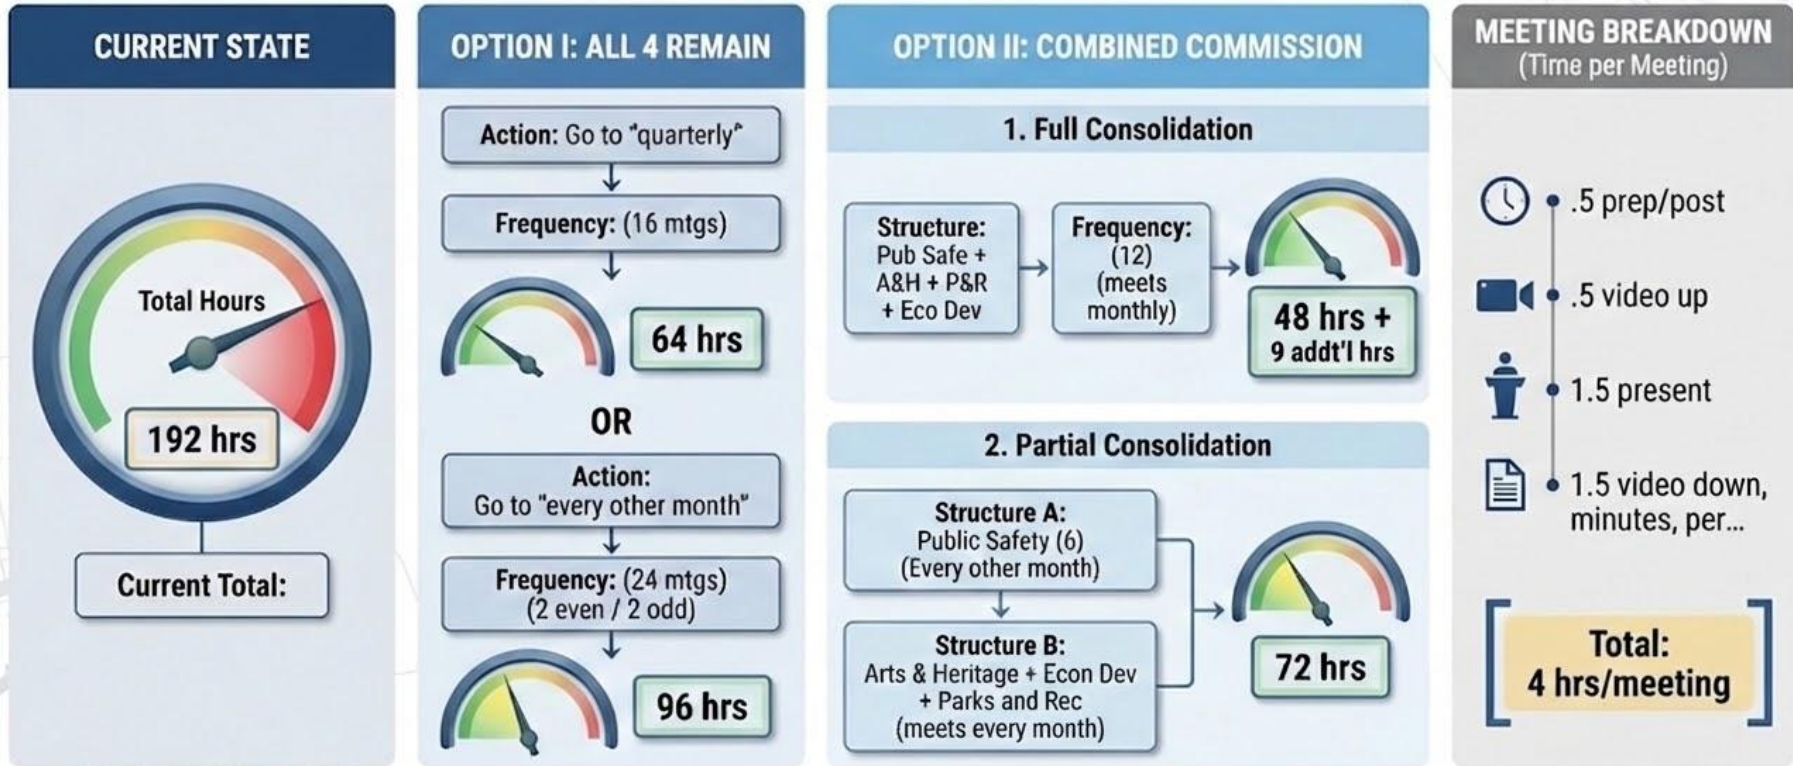 CURRENT STATE
Total Hours
192 hrs
Current Total:
OPTION I: ALL 4 REMAIN
Action: Go to "quarterly"
Frequency: (16 mtgs)
64 hrs
OR
Action:
Go to "every other month"
Frequency: (24 mtgs)
(2 even / 2 odd)
96 hrs
OPTION II: COMBINED COMMISSION
1. Full Consolidation
Structure:
Pub Safe +
A&H + P&R
+ Eco Dev
Frequency:
(12)
(meets
monthly)
48 hrs +
9 addt'l hrs
2. Partial Consolidation
Structure A:
Public Safety (6)
(Every other month)
Structure B:
Arts & Heritage + Econ Dev
+ Parks and Rec
(meets every month)
72 hrs
MEETING BREAKDOWN
(Time per Meeting)
.5 prep/post
.5 video up
1.5 present
1.5 video down,
minutes, per...
Total:
4 hrs/meeting